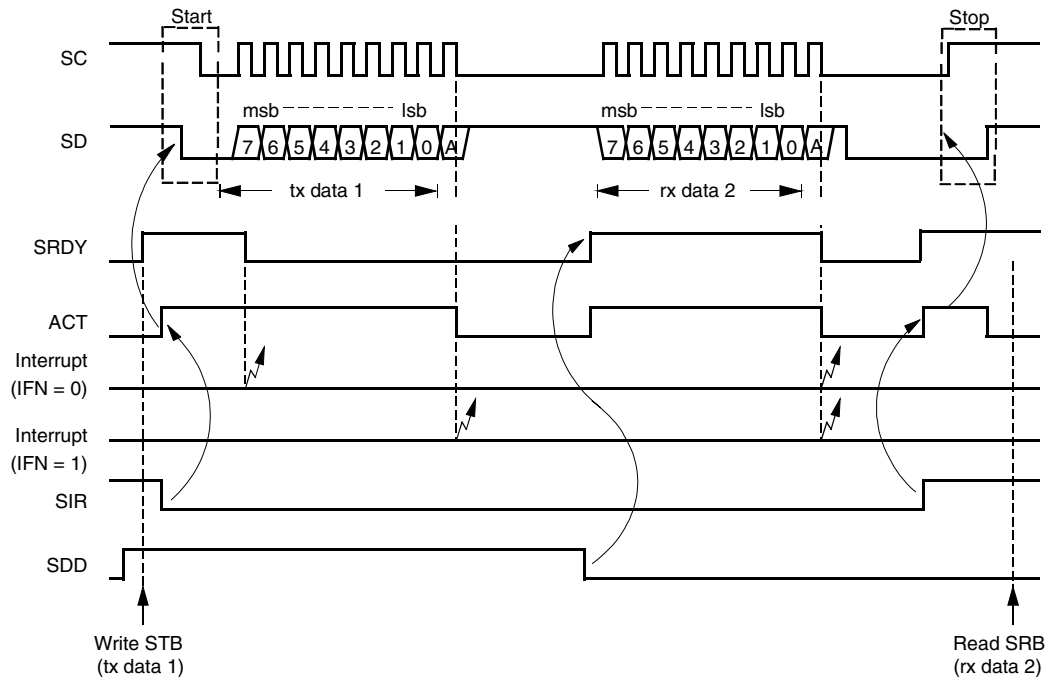 Start
Stop
SC
msb lsb
msb lsb
SD
7 6 5 4 3 2 1 0 A
7 6 5 4 3 2 1 0 A
tx data 1
rx data 2
SRDY
ACT
Interrupt
(IFN = 0)
Interrupt
(IFN = 1)
SIR
SDD
Write STB
(tx data 1)
Read SRB
(rx data 2)